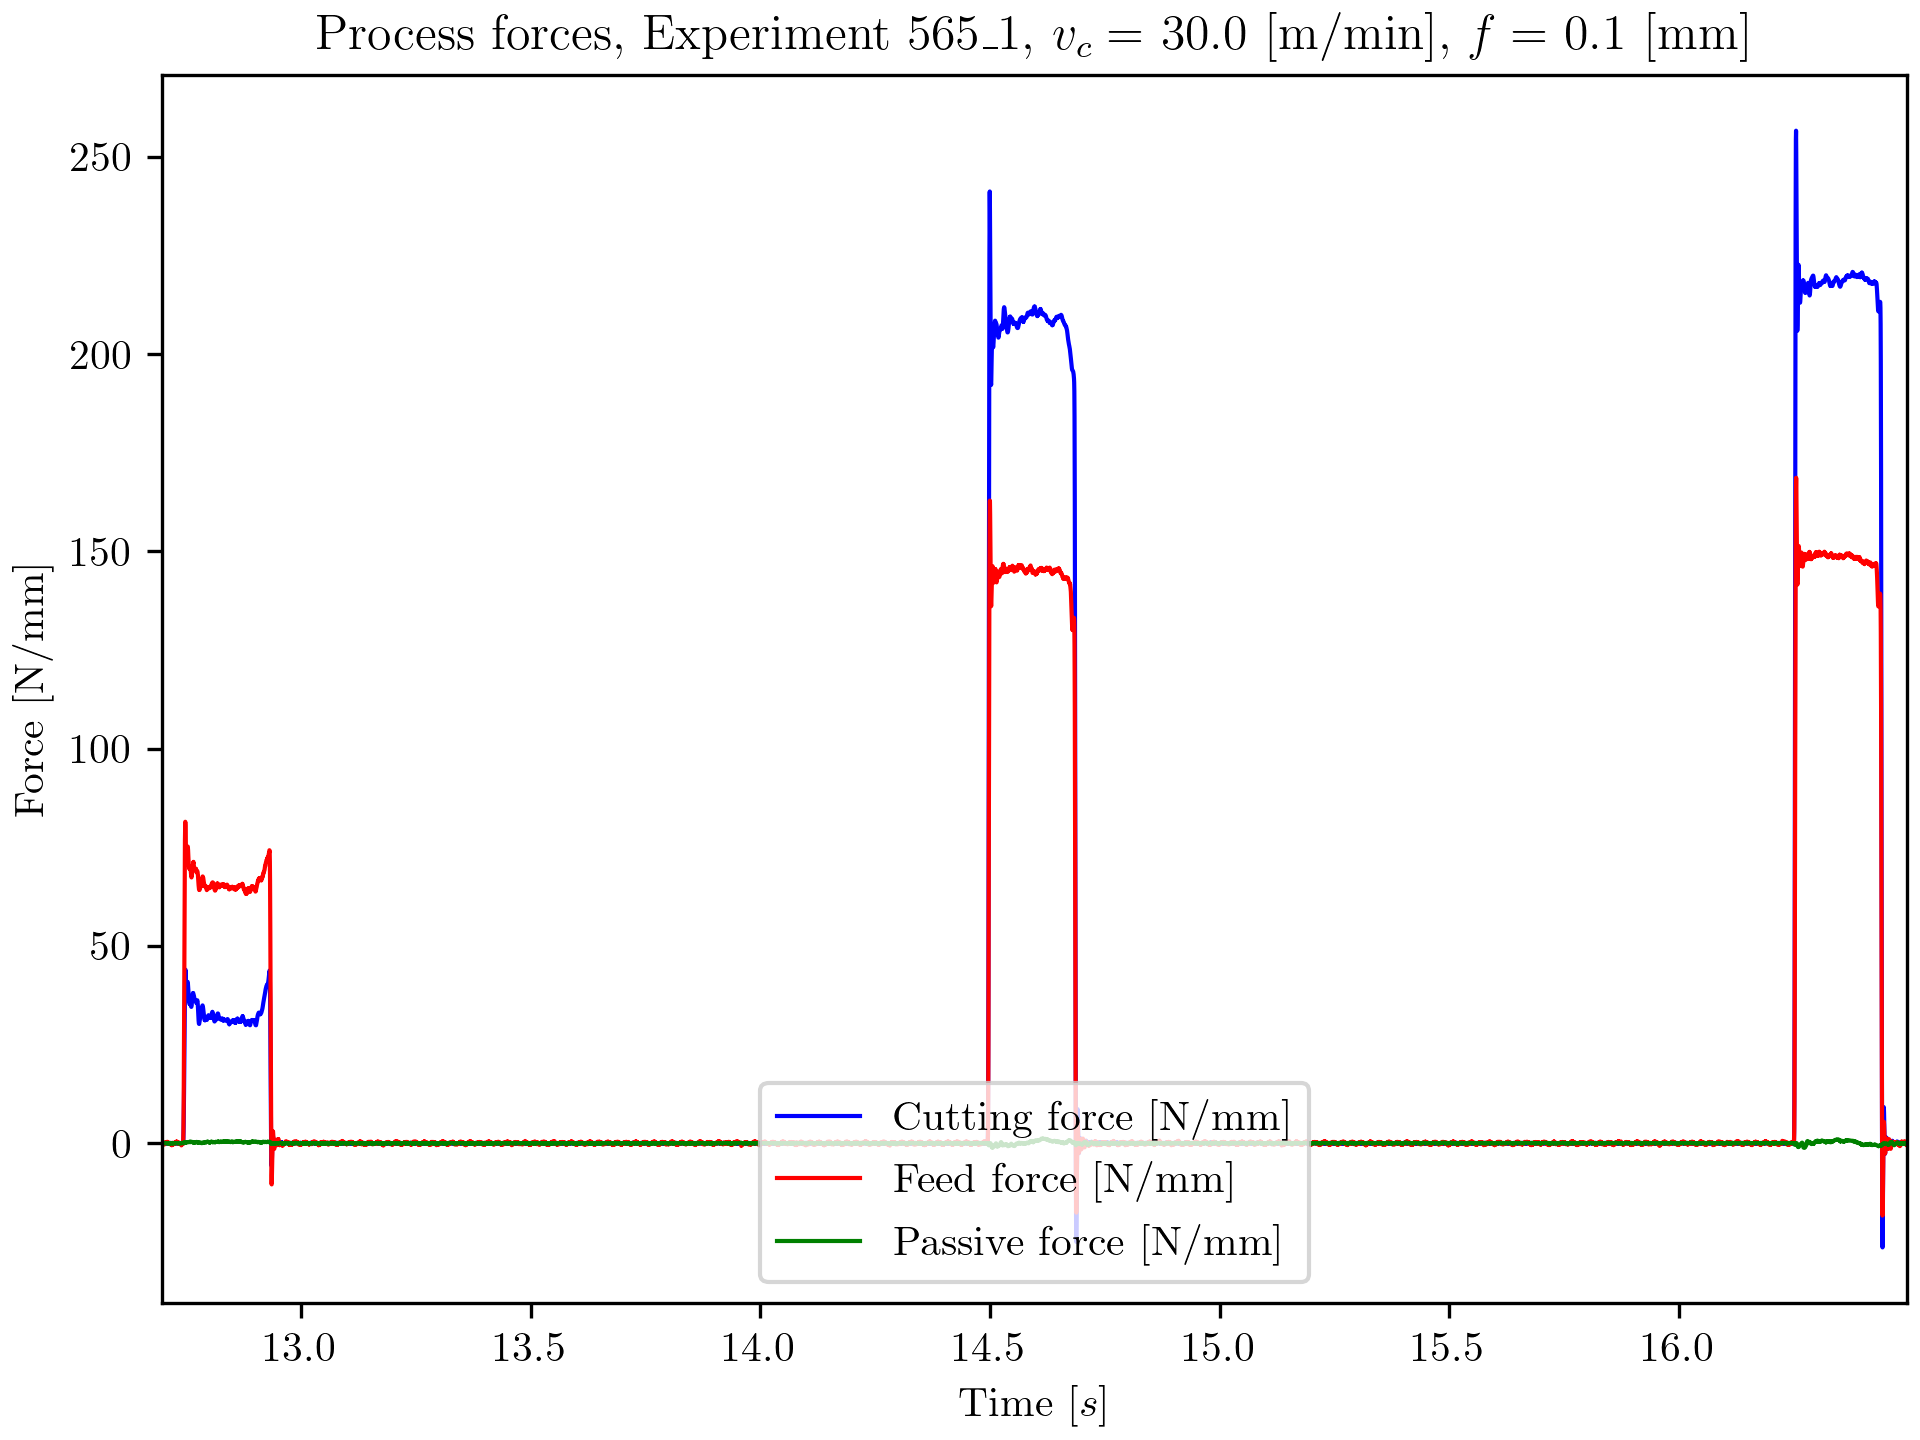 Process forces, Experiment 565_1, v_c = 30.0 [m/min], f = 0.1 [mm]
Force [N/mm]
250
200
150
100
50
0
Cutting force [N/mm]
Feed force [N/mm]
Passive force [N/mm]
13.0 13.5 14.0 14.5 15.0 15.5 16.0
Time [s]